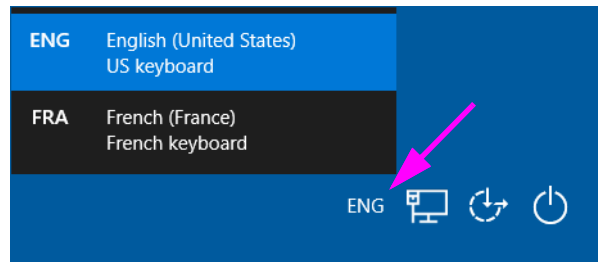 ENG English (United States)
US keyboard
FRA French (France)
French keyboard
ENG